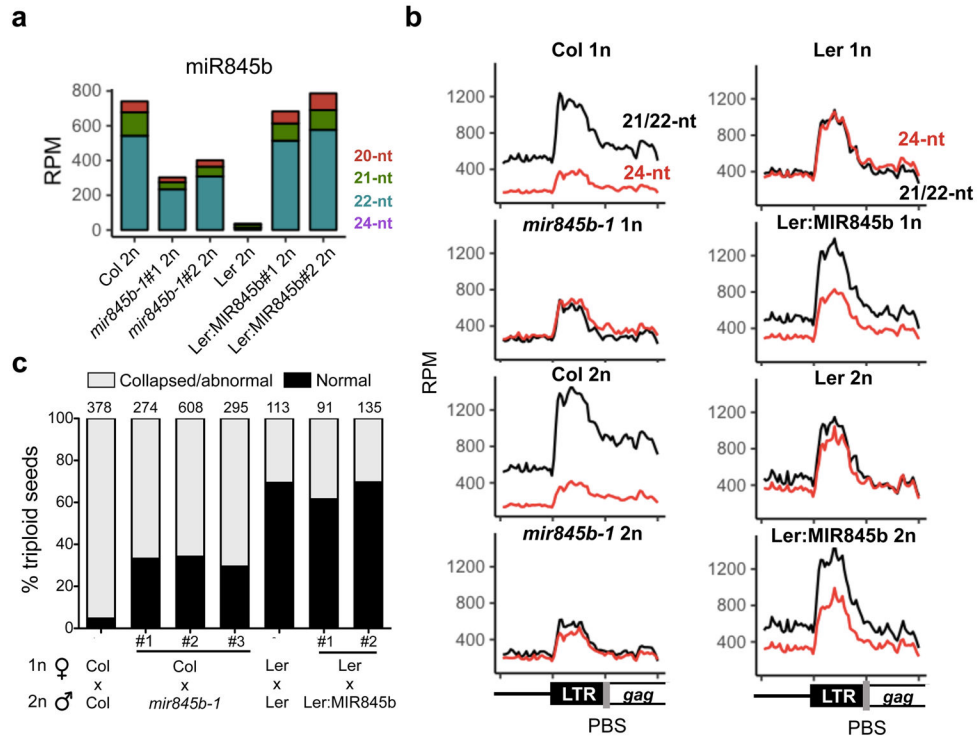 a
miR845b
RPM
800
600
400
200
0
20-nt
21-nt
22-nt
24-nt
Col 2n
mir845b-1#1 2n
mir845b-1#2 2n
Ler 2n
Ler:MIR845b#1 2n
Ler:MIR845b#2 2n
b
RPM
Col 1n
1200
800
400
21/22-nt
24-nt
Ler 1n
24-nt
21/22-nt
mir845b-1 1n
1200
800
400
Ler:MIR845b 1n
Col 2n
1200
800
400
Ler 2n
mir845b-1 2n
1200
800
400
Ler:MIR845b 2n
1200
800
400
1200
800
400
1200
800
400
1200
800
400
LTR gag
PBS
LTR gag
PBS
c
Collapsed/abnormal Normal
378 274 608 295 113 91 135
% triploid seeds
100
80
60
40
20
0
- #1 #2 #3 - #1 #2
1n ♀ Col Col Ler Ler
x x x x
2n ♂ Col mir845b-1 Ler Ler:MIR845b